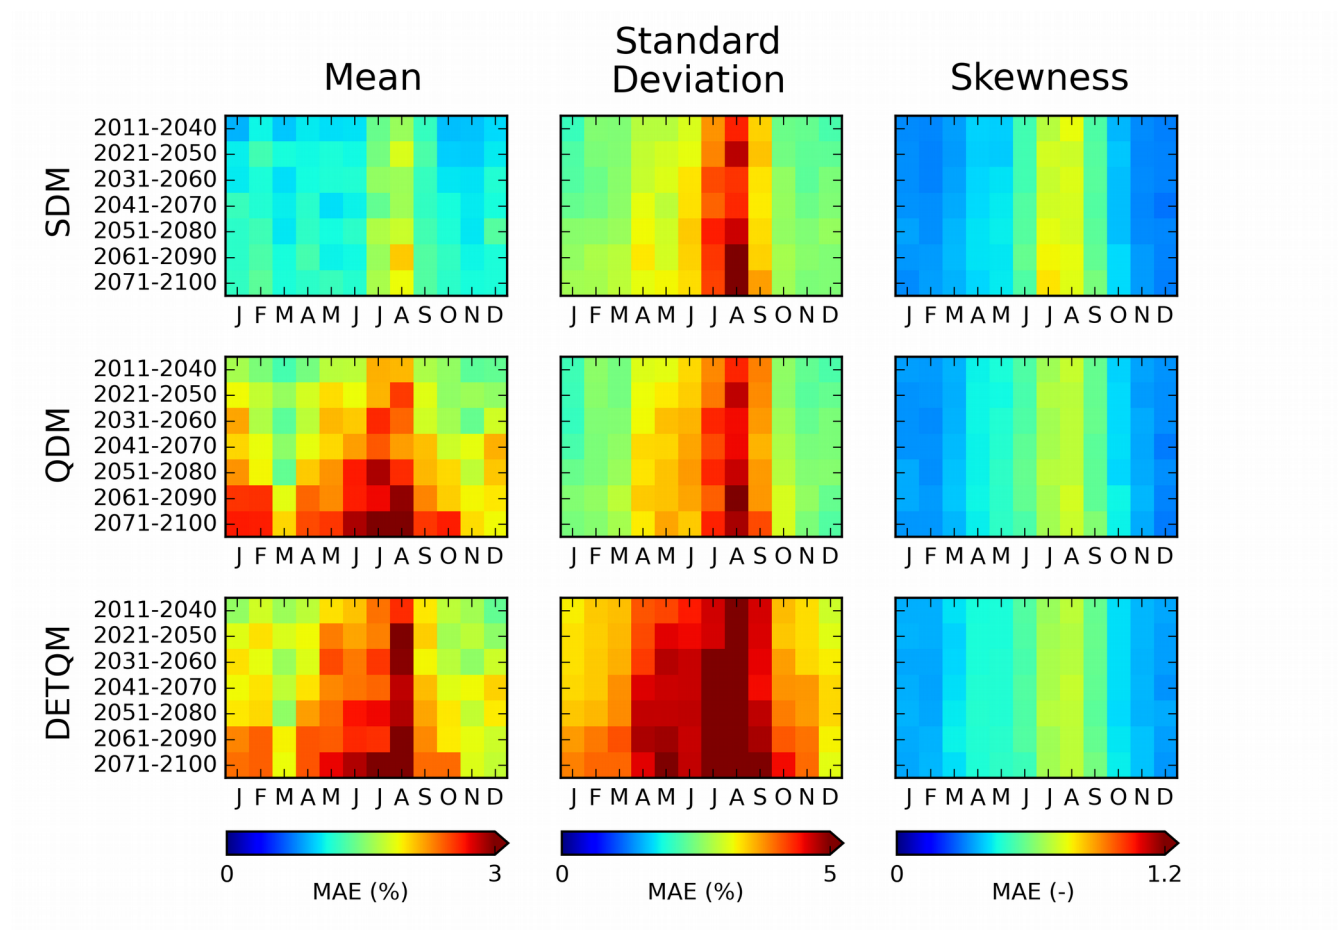 Mean
Standard
Deviation
Skewness
SDM
2011-2040
2021-2050
2031-2060
2041-2070
2051-2080
2061-2090
2071-2100
J F M A M J J A S O N D
J F M A M J J A S O N D
J F M A M J J A S O N D
QDM
2011-2040
2021-2050
2031-2060
2041-2070
2051-2080
2061-2090
2071-2100
J F M A M J J A S O N D
J F M A M J J A S O N D
J F M A M J J A S O N D
DETQM
2011-2040
2021-2050
2031-2060
2041-2070
2051-2080
2061-2090
2071-2100
J F M A M J J A S O N D
J F M A M J J A S O N D
J F M A M J J A S O N D
0 3
MAE (%)
0 5
MAE (%)
0 1.2
MAE (-)